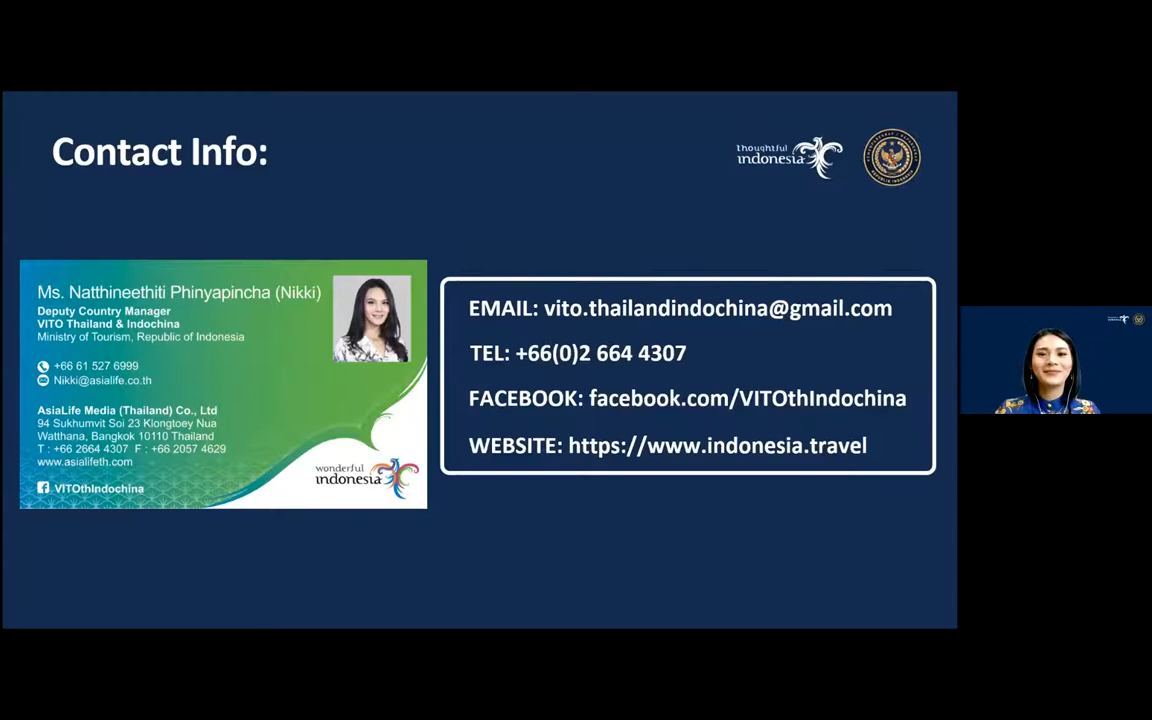 Contact Info:
thoughtful
indonesia
Ms. Natthineethiti Phinyapincha (Nikki)
Deputy Country Manager
VITO Thailand & Indochina
Ministry of Tourism, Republic of Indonesia
+66 61 527 6999
Nikki@asialife.co.th
AsiaLife Media (Thailand) Co., Ltd
94 Sukhumvit Soi 23 Klongtoey Nua
Watthana, Bangkok 10110 Thailand
T : +66 2664 4307 F : +66 2057 4629
www.asialifeth.com
VITOthIndochina
wonderful
indonesia
EMAIL: vito.thailandindochina@gmail.com
TEL: +66(0)2 664 4307
FACEBOOK: facebook.com/VITOthIndochina
WEBSITE: https://www.indonesia.travel